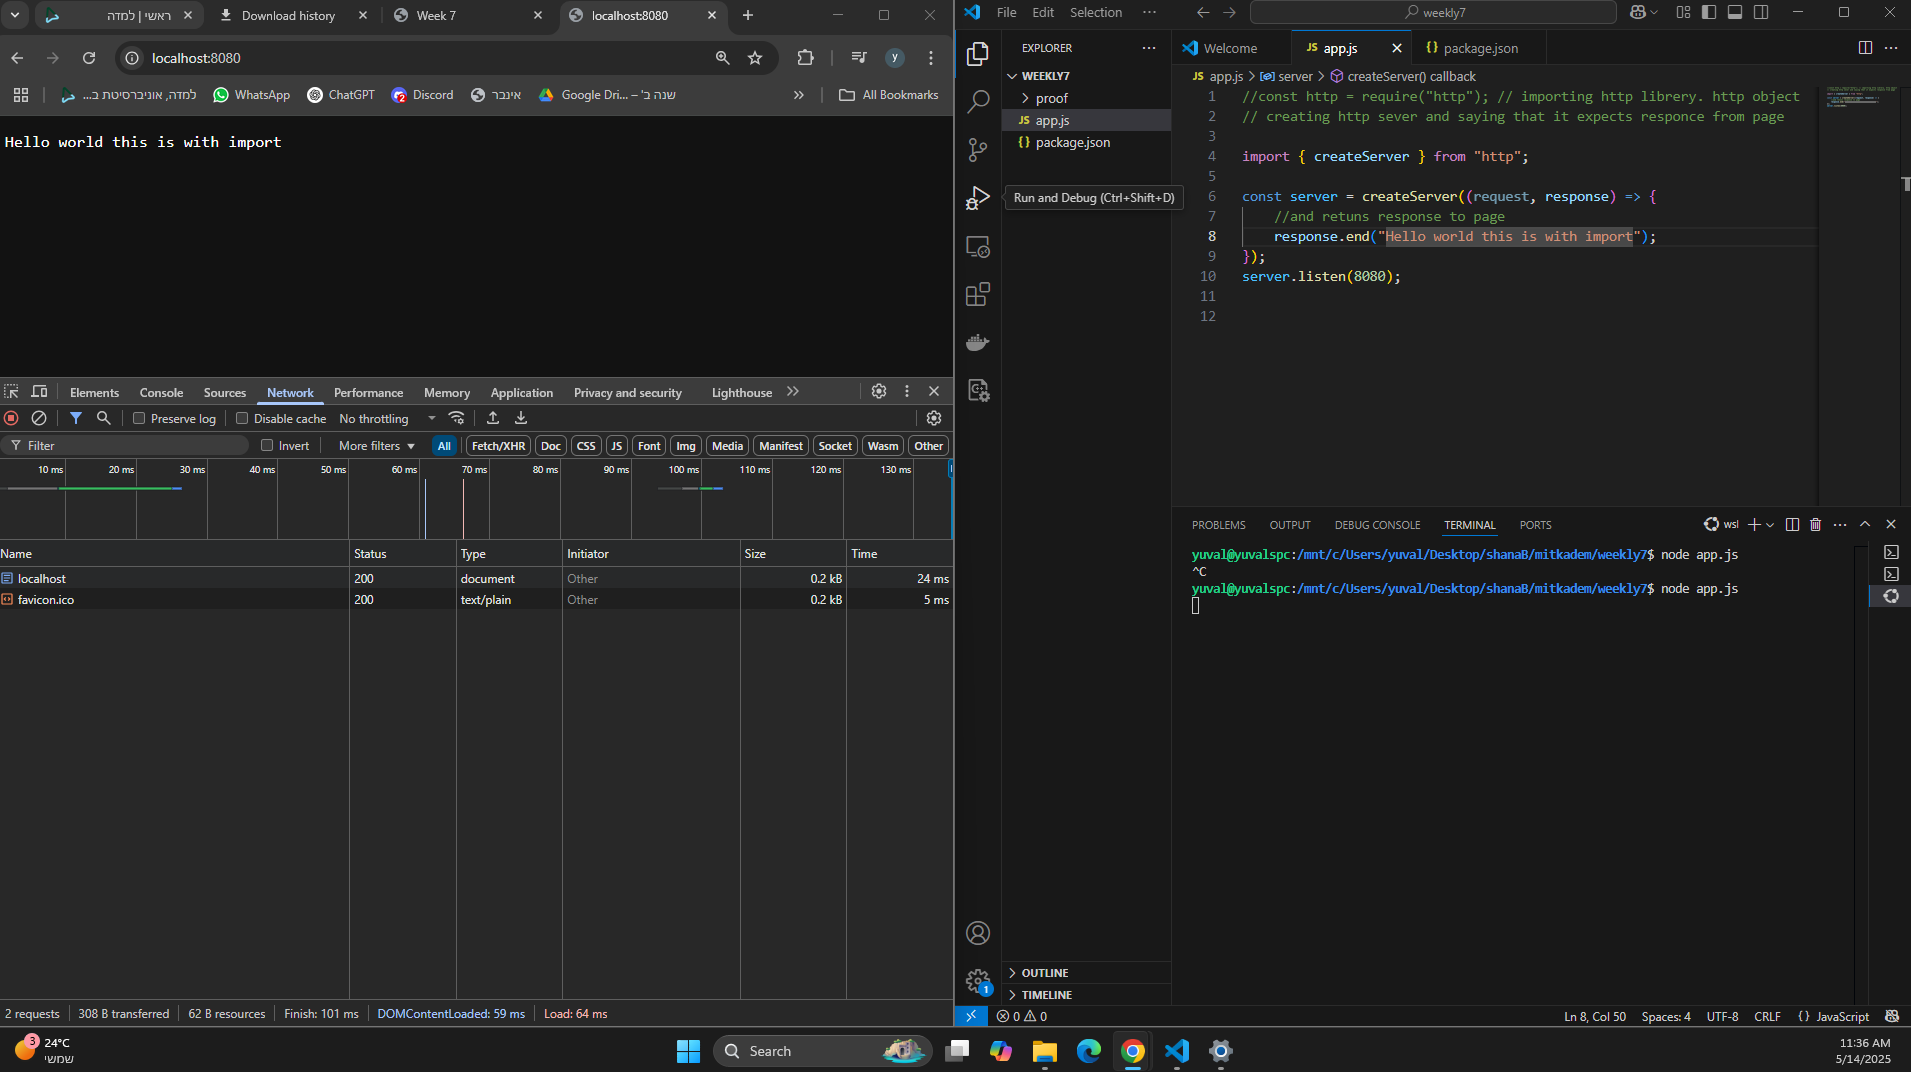 ראשי | למדה
Download history
Week 7
localhost:8080
localhost:8080
y
למדה, אוניברסיטת ב...
WhatsApp
ChatGPT
Discord
אינבר
Google Dri... – 'שנה ב
All Bookmarks
Hello world this is with import
Elements Console Sources Network Performance Memory Application Privacy and security Lighthouse
Preserve log Disable cache No throttling
Filter Invert More filters All Fetch/XHR Doc CSS JS Font Img Media Manifest Socket Wasm Other
10 ms 20 ms 30 ms 40 ms 50 ms 60 ms 70 ms 80 ms 90 ms 100 ms 110 ms 120 ms 130 ms
Name Status Type Initiator Size Time
localhost 200 document Other 0.2 kB 24 ms
favicon.ico 200 text/plain Other 0.2 kB 5 ms
2 requests 308 B transferred 62 B resources Finish: 101 ms DOMContentLoaded: 59 ms Load: 64 ms
File Edit Selection ···
weekly7
EXPLORER
WEEKLY7
proof
JS app.js
{} package.json
Run and Debug (Ctrl+Shift+D)
OUTLINE
TIMELINE
1
Welcome
JS app.js
{} package.json
JS app.js > server > createServer() callback
1 //const http = require("http"); // importing http librery. http object
2 // creating http sever and saying that it expects responce from page
3
4 import { createServer } from "http";
5
6 const server = createServer((request, response) => {
7 //and retuns response to page
8 response.end("Hello world this is with import");
9 });
10 server.listen(8080);
11
12
PROBLEMS OUTPUT DEBUG CONSOLE TERMINAL PORTS
wsl
yuval@yuvalspc:/mnt/c/Users/yuval/Desktop/shanaB/mitkadem/weekly7$ node app.js
^C
yuval@yuvalspc:/mnt/c/Users/yuval/Desktop/shanaB/mitkadem/weekly7$ node app.js
0 0
Ln 8, Col 50 Spaces: 4 UTF-8 CRLF {} JavaScript
3
24°C
שמשי
Search
11:36 AM
5/14/2025